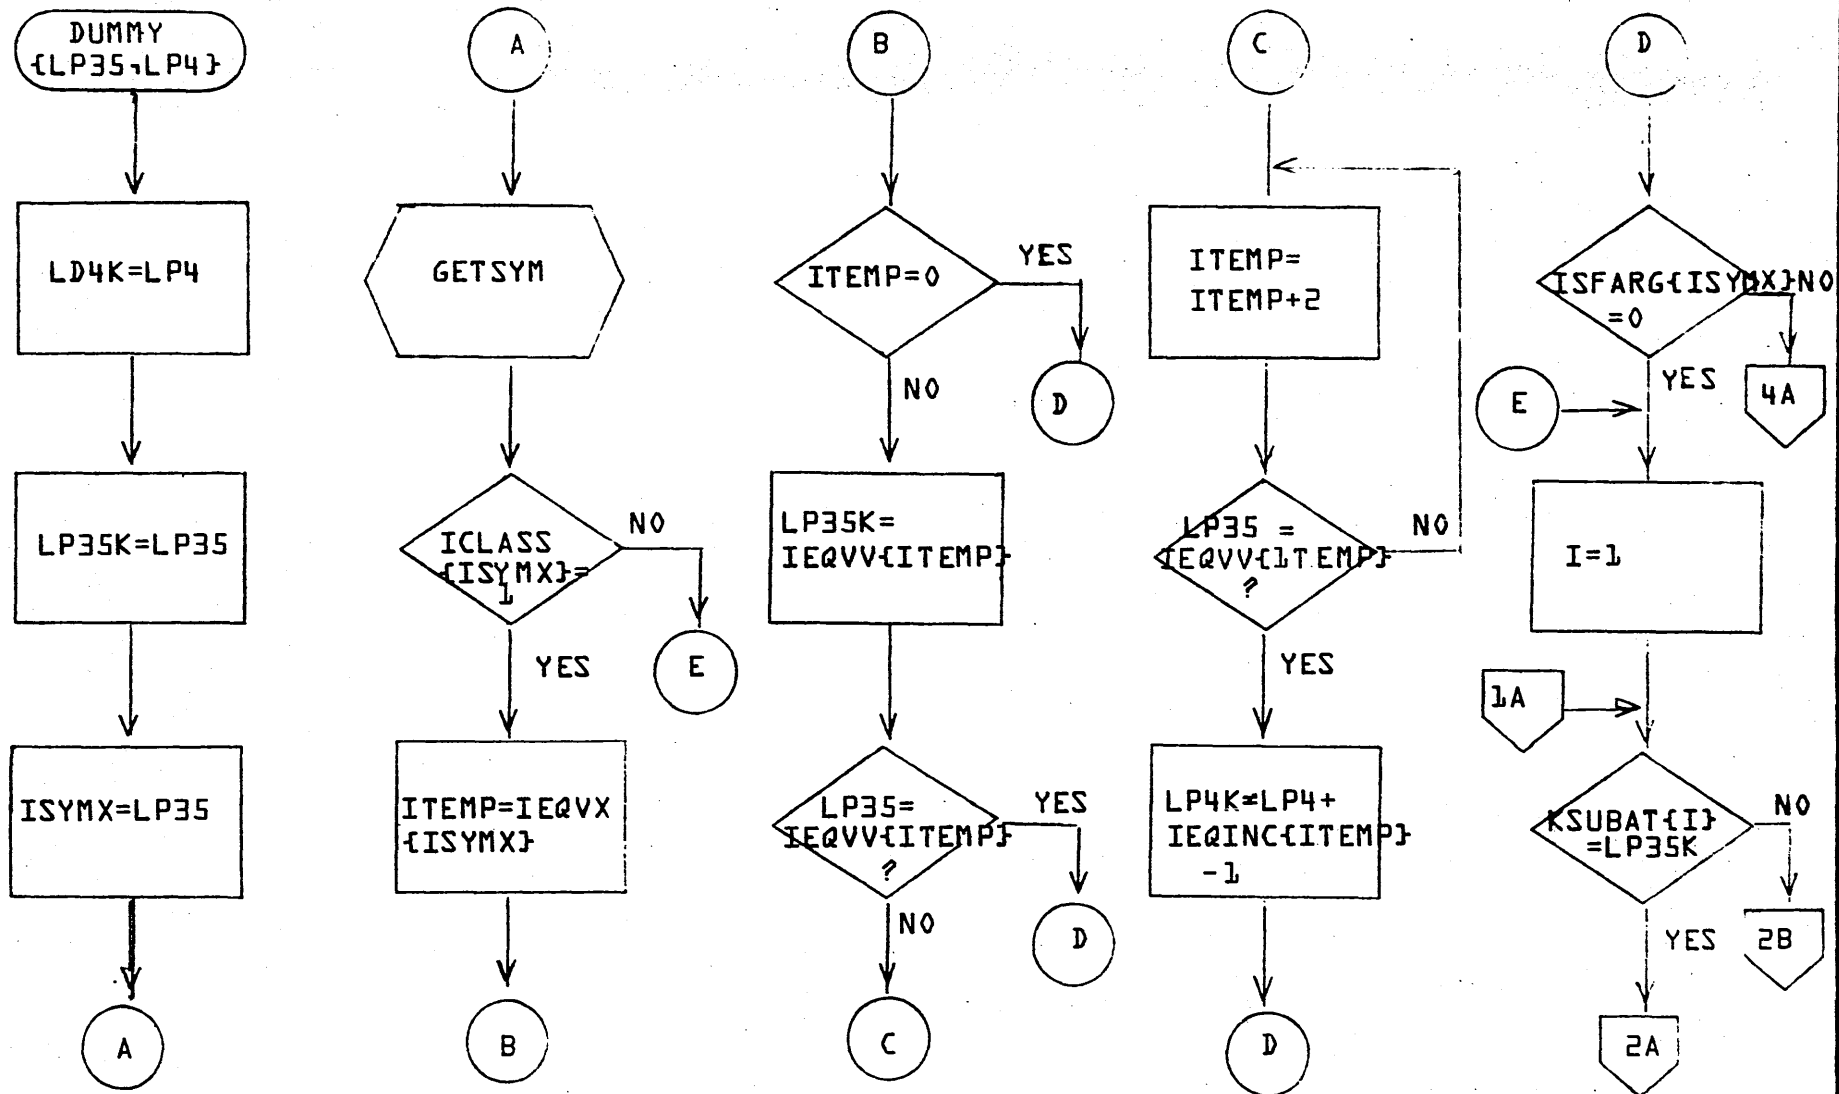 DUMMY
{LP35,LP4}
LD4K=LP4
LP35K=LP35
ISYMX=LP35
A
A
GETSYM
ICLASS
{ISYMX}=
1
NO
E
YES
ITEMP=IEQVX
{ISYMX}
B
B
ITEMP=0
YES
D
NO
LP35K=
IEQVV{ITEMP}
LP35=
IEQVV{ITEMP}
?
YES
D
NO
C
C
ITEMP=
ITEMP+2
LP35 =
IEQVV{1TEMP}
?
NO
YES
LP4K=LP4+
IEQINC{ITEMP}
-1
D
D
ISFARG{ISYMX}NO
=0
4A
YES
E
I=1
1A
KSUBAT{I}
=LP35K
NO
2B
YES
2A